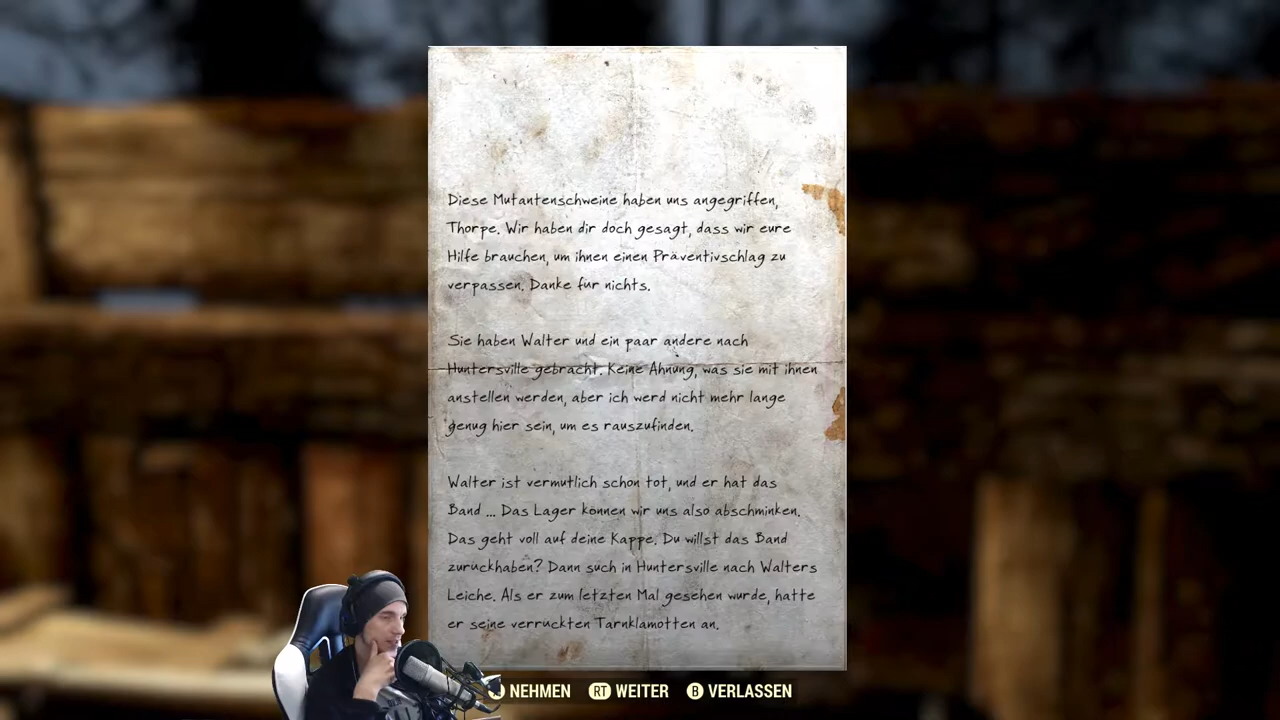 Diese Mutantenschweine haben uns angegriffen,
Thorpe. Wir haben dir doch gesagt, dass wir eure
Hilfe brauchen, um ihnen einen Präventivschlag zu
verpassen. Danke für nichts.
Sie haben Walter und ein paar andere nach
Huntersville gebracht. Keine Ahnung, was sie mit ihnen
anstellen werden, aber ich werd nicht mehr lange
genug hier sein, um es rauszufinden.
Walter ist vermutlich schon tot, und er hat das
Band ... Das Lager können wir uns also abschminken.
Das geht voll auf deine Kappe. Du willst das Band
zurückhaben? Dann such in Huntersville nach Walters
Leiche. Als er zum letzten Mal gesehen wurde, hatte
er seine verrückten Tarnklamotten an.
NEHMEN RT WEITER B VERLASSEN